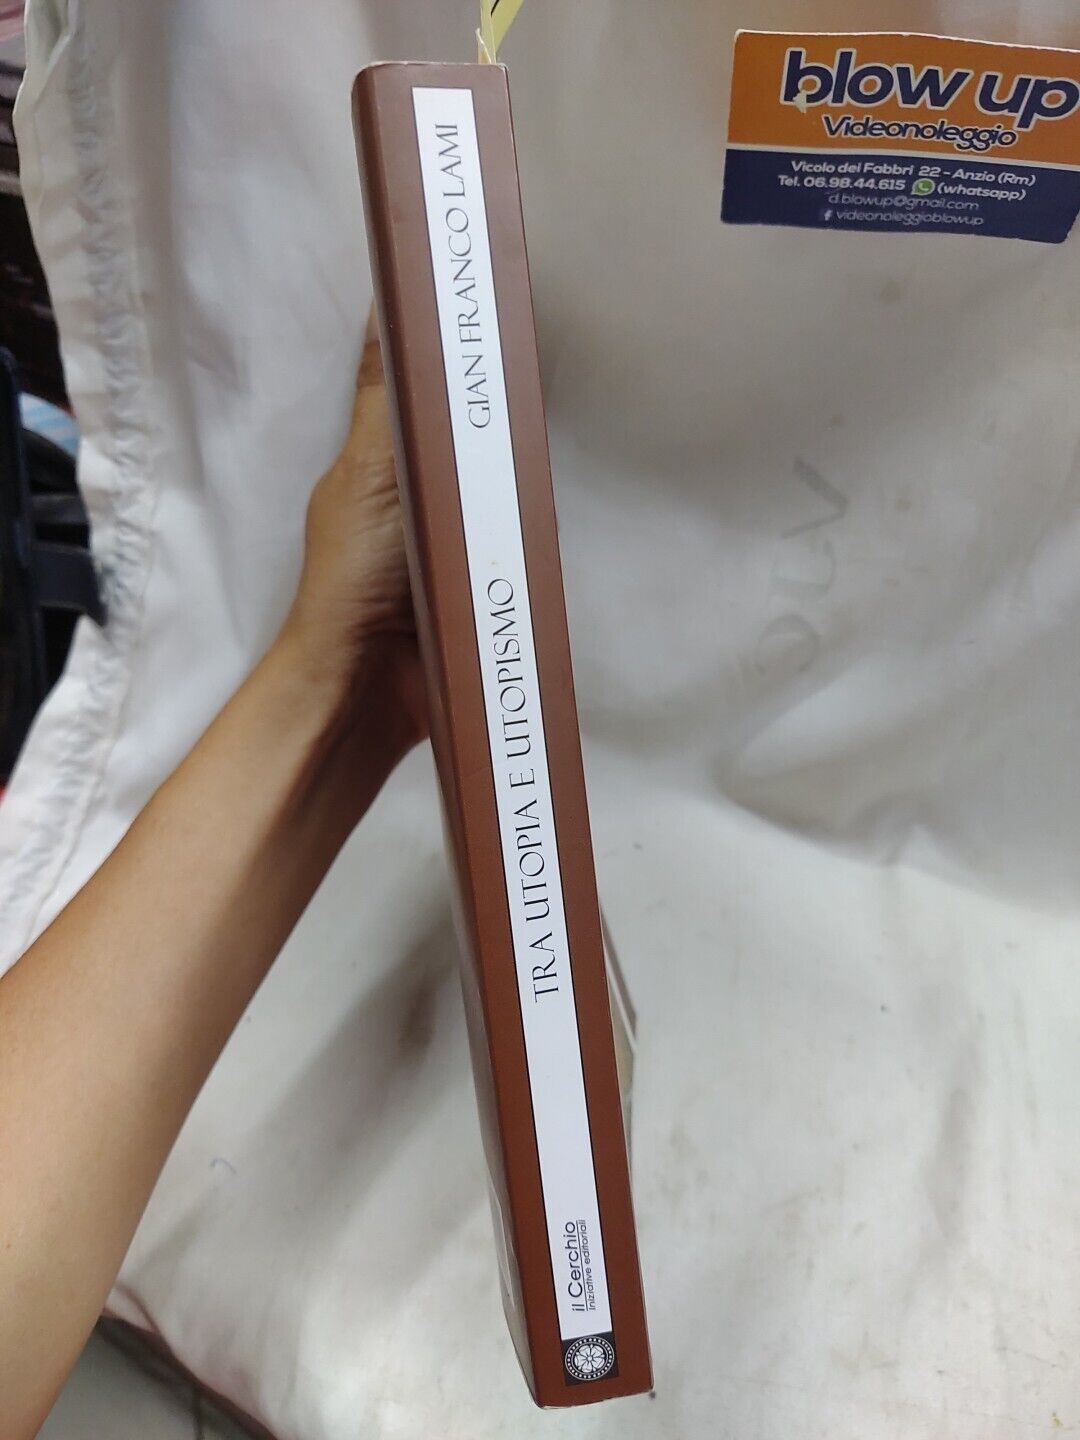 GIAN FRANCO LAMI
TRA UTOPIA E UTOPISMO
il Cerchio
Iniziative editoriali
blow up
Videonoleggio
Vicolo dei Fabbri 22 - Anzio (Rm)
Tel. 06.98.44.615 (whatsapp)
d.blowup@gmail.com
f videonoleggioblowup